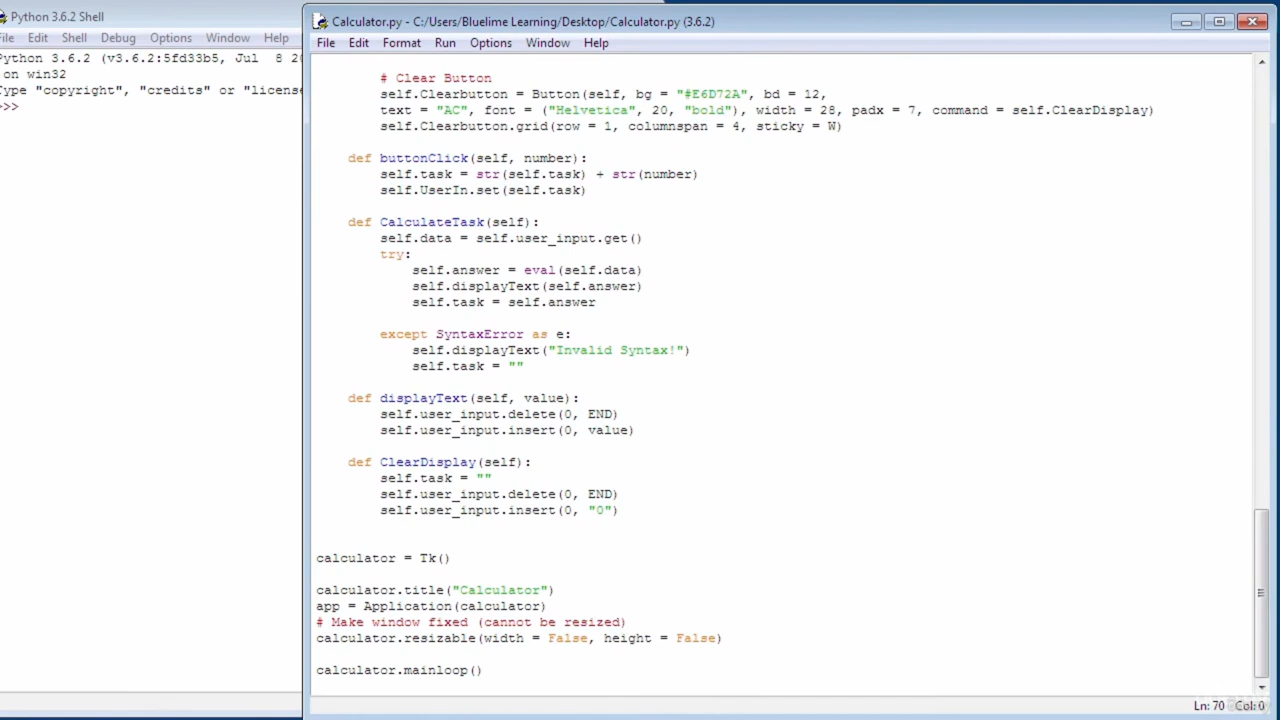 Python 3.6.2 Shell
File Edit Shell Debug Options Window Help
Python 3.6.2 (v3.6.2:5fd33b5, Jul 8 20
on win32
Type "copyright", "credits" or "license
>>>
Calculator.py - C:/Users/Bluelime Learning/Desktop/Calculator.py (3.6.2)
File Edit Format Run Options Window Help
# Clear Button
self.Clearbutton = Button(self, bg = "#E6D72A", bd = 12,
text = "AC", font = ("Helvetica", 20, "bold"), width = 28, padx = 7, command = self.ClearDisplay)
self.Clearbutton.grid(row = 1, columnspan = 4, sticky = W)
def buttonClick(self, number):
self.task = str(self.task) + str(number)
self.UserIn.set(self.task)
def CalculateTask(self):
self.data = self.user_input.get()
try:
self.answer = eval(self.data)
self.displayText(self.answer)
self.task = self.answer
except SyntaxError as e:
self.displayText("Invalid Syntax!")
self.task = ""
def displayText(self, value):
self.user_input.delete(0, END)
self.user_input.insert(0, value)
def ClearDisplay(self):
self.task = ""
self.user_input.delete(0, END)
self.user_input.insert(0, "0")
calculator = Tk()
calculator.title("Calculator")
app = Application(calculator)
# Make window fixed (cannot be resized)
calculator.resizable(width = False, height = False)
calculator.mainloop()
Ln: 70 Col: 0